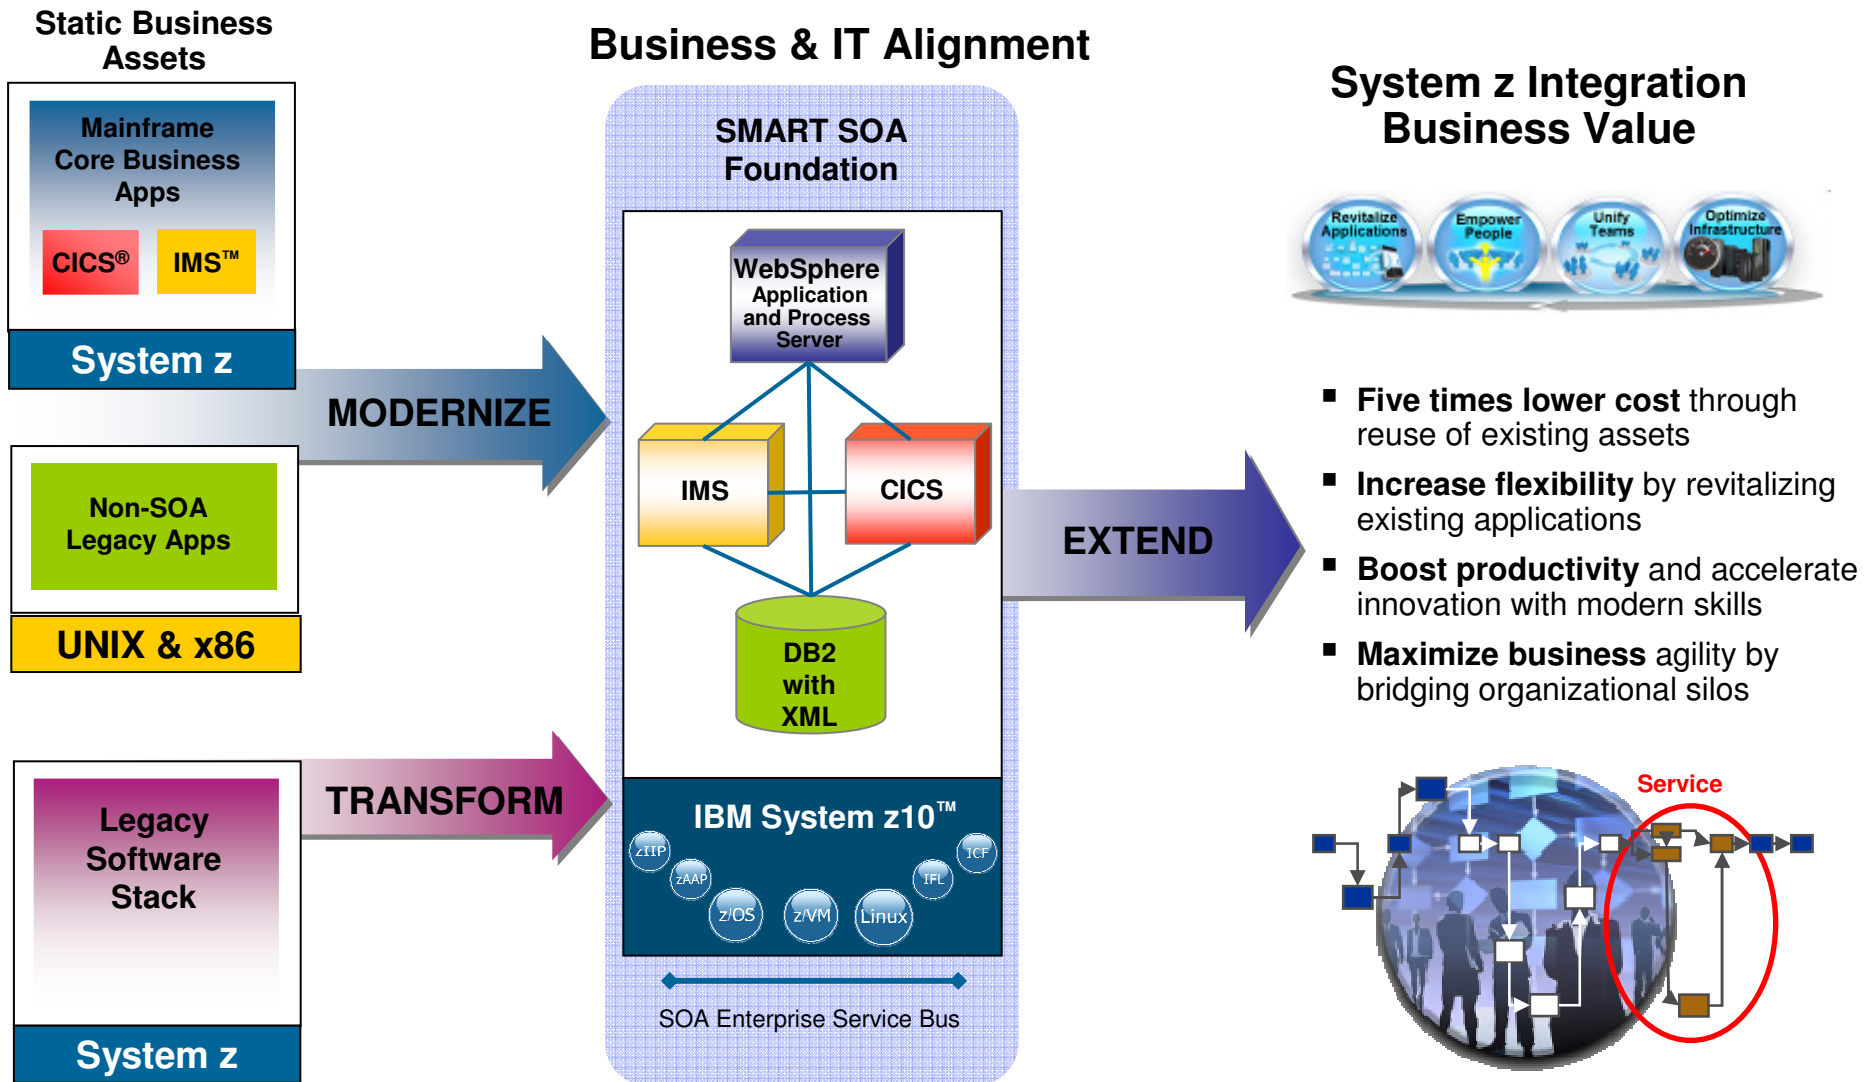 Static Business
Assets
Mainframe
Core Business
Apps
CICS®
IMS™
System z
Non-SOA
Legacy Apps
UNIX & x86
Legacy
Software
Stack
System z
MODERNIZE
TRANSFORM
Business & IT Alignment
SMART SOA
Foundation
WebSphere
Application
and Process
Server
IMS
CICS
DB2
with
XML
IBM System z10™
zIIP
zAAP
z/OS
z/VM
Linux
IFL
ICF
SOA Enterprise Service Bus
EXTEND
System z Integration
Business Value
Revitalize
Applications
Empower
People
Unify
Teams
Optimize
Infrastructure
▪ Five times lower cost through
reuse of existing assets
▪ Increase flexibility by revitalizing
existing applications
▪ Boost productivity and accelerate
innovation with modern skills
▪ Maximize business agility by
bridging organizational silos
Service